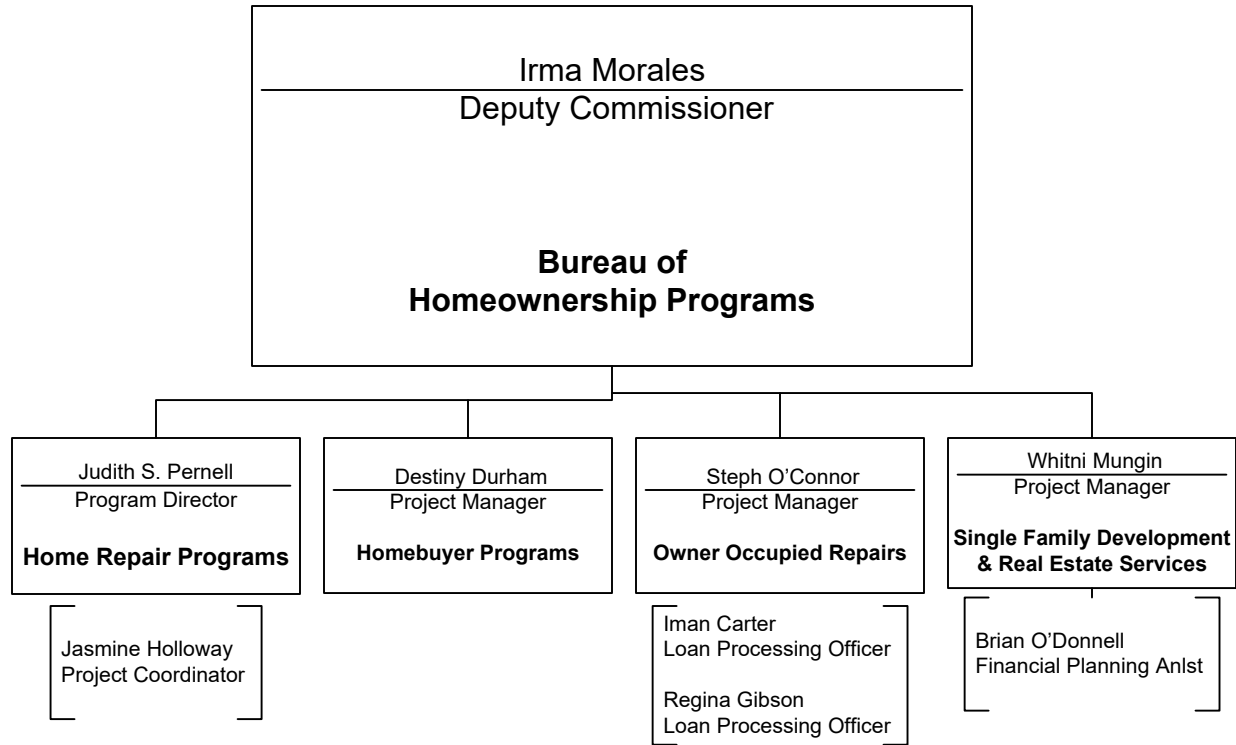 Irma Morales
Deputy Commissioner
Bureau of
Homeownership Programs
Judith S. Pernell
Program Director
Home Repair Programs
Jasmine Holloway
Project Coordinator
Destiny Durham
Project Manager
Homebuyer Programs
Steph O’Connor
Project Manager
Owner Occupied Repairs
Iman Carter
Loan Processing Officer
Regina Gibson
Loan Processing Officer
Whitni Mungin
Project Manager
Single Family Development
& Real Estate Services
Brian O’Donnell
Financial Planning Anlst